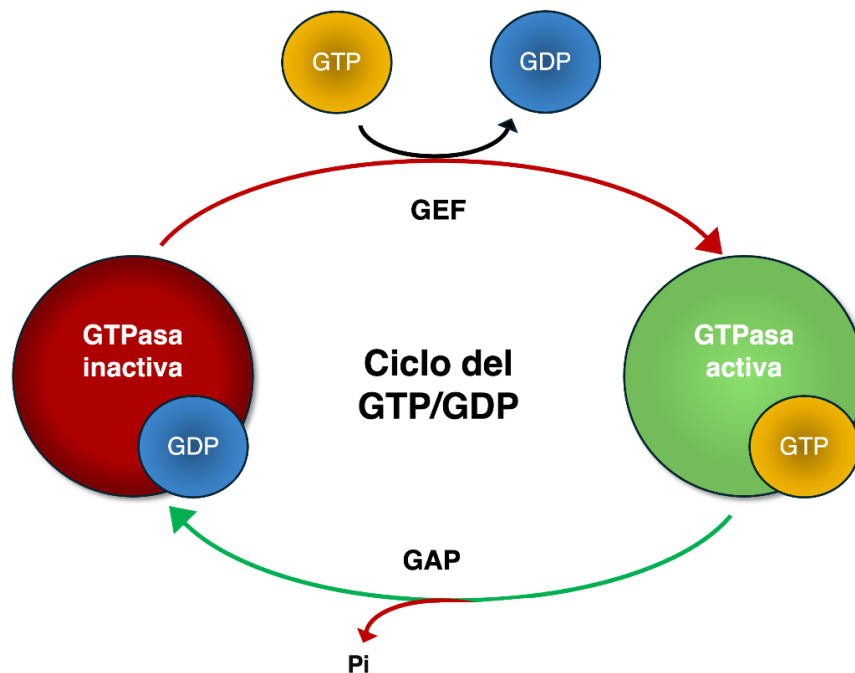 GTP
GDP
GEF
GTPasa
inactiva
GDP
Ciclo del
GTP/GDP
GTPasa
activa
GTP
GAP
Pi